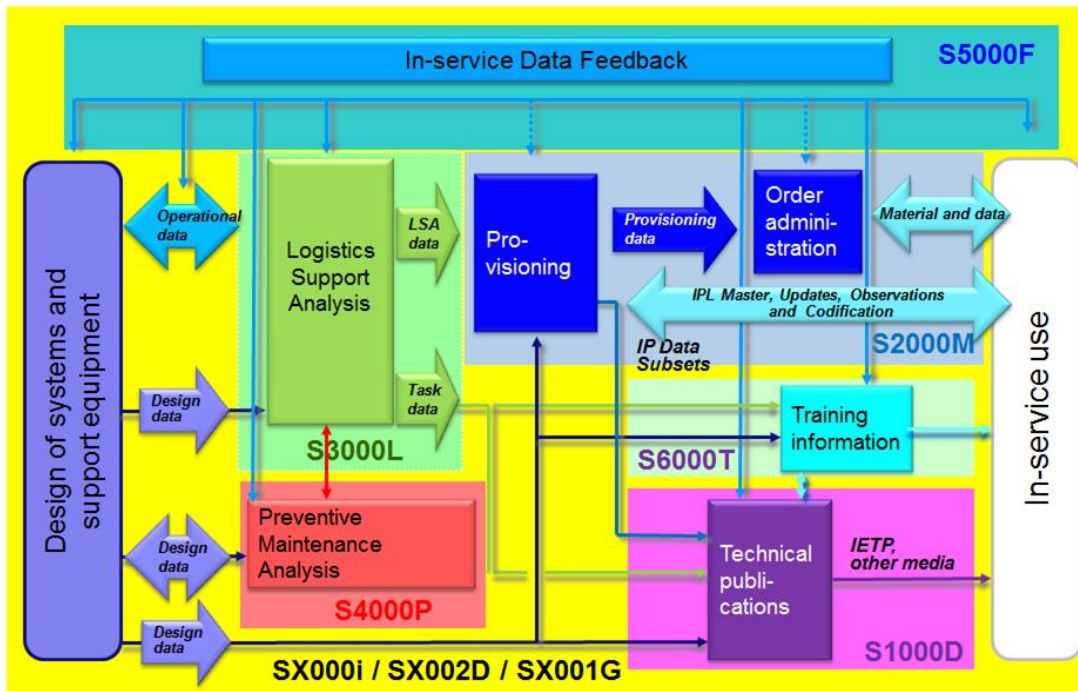 In-service Data Feedback
S5000F
Design of systems and
support equipment
Operational
data
Logistics
Support
Analysis
LSA
data
Pro-
visioning
Provisioning
data
Order
admini-
stration
Material and data
IPL Master, Updates, Observations
and Codification
IP Data
Subsets
S2000M
In-service use
Design
data
Task
data
S3000L
Training
information
S6000T
Preventive
Maintenance
Analysis
Design
data
S4000P
Technical
publi-
cations
IETP,
other media
Design
data
S1000D
SX000i / SX002D / SX001G